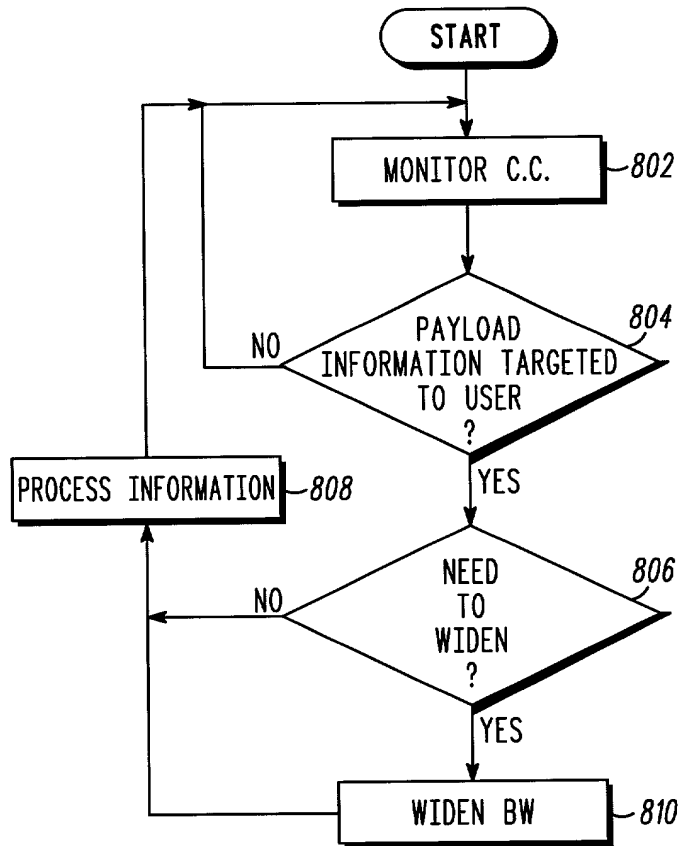 START
MONITOR C.C.
802
PAYLOAD
INFORMATION TARGETED
TO USER
?
804
NO
YES
PROCESS INFORMATION
808
NEED
TO
WIDEN
?
806
NO
YES
WIDEN BW
810